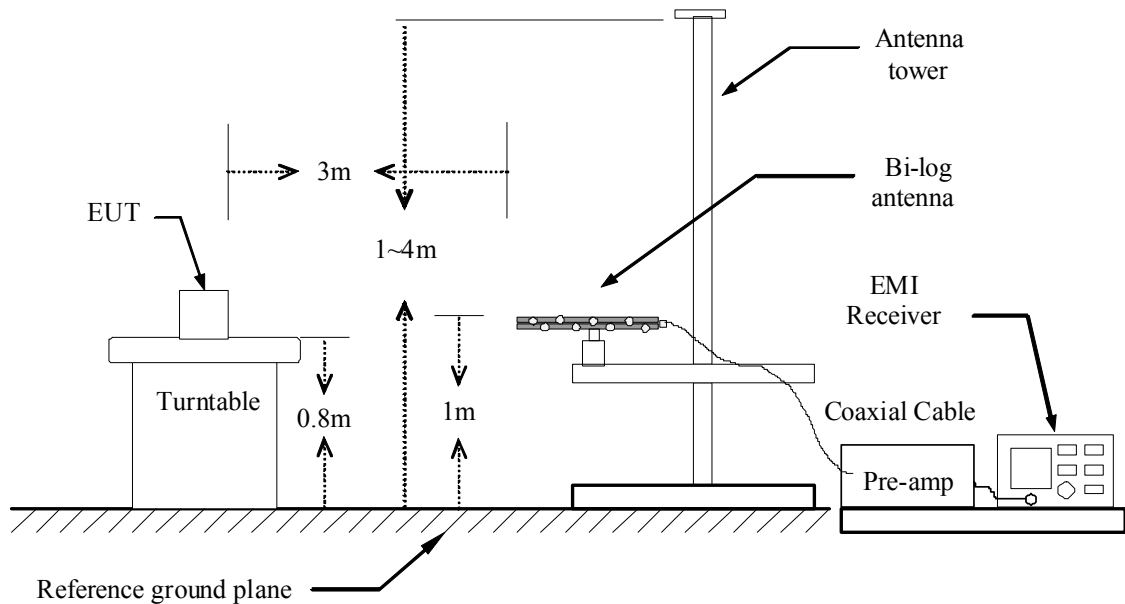 Antenna
tower
3m
Bi-log
antenna
EUT
1~4m
EMI
Receiver
Turntable
0.8m
1m
Coaxial Cable
Pre-amp
Reference ground plane